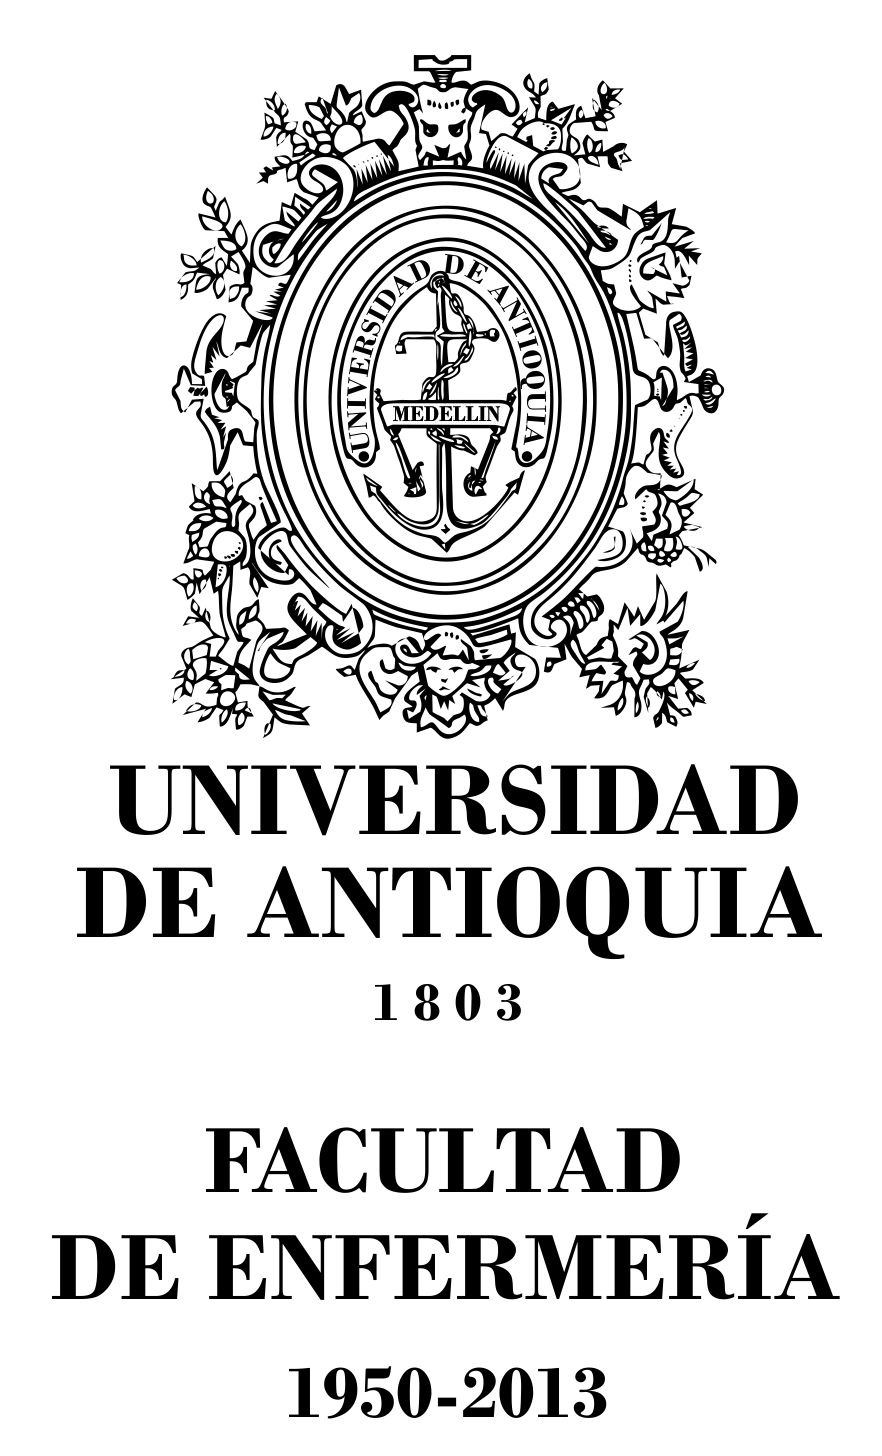 UNIVERSIDAD DE ANTIOQUIA
MEDELLIN
UNIVERSIDAD
DE ANTIOQUIA
1803
FACULTAD
DE ENFERMERÍA
1950-2013